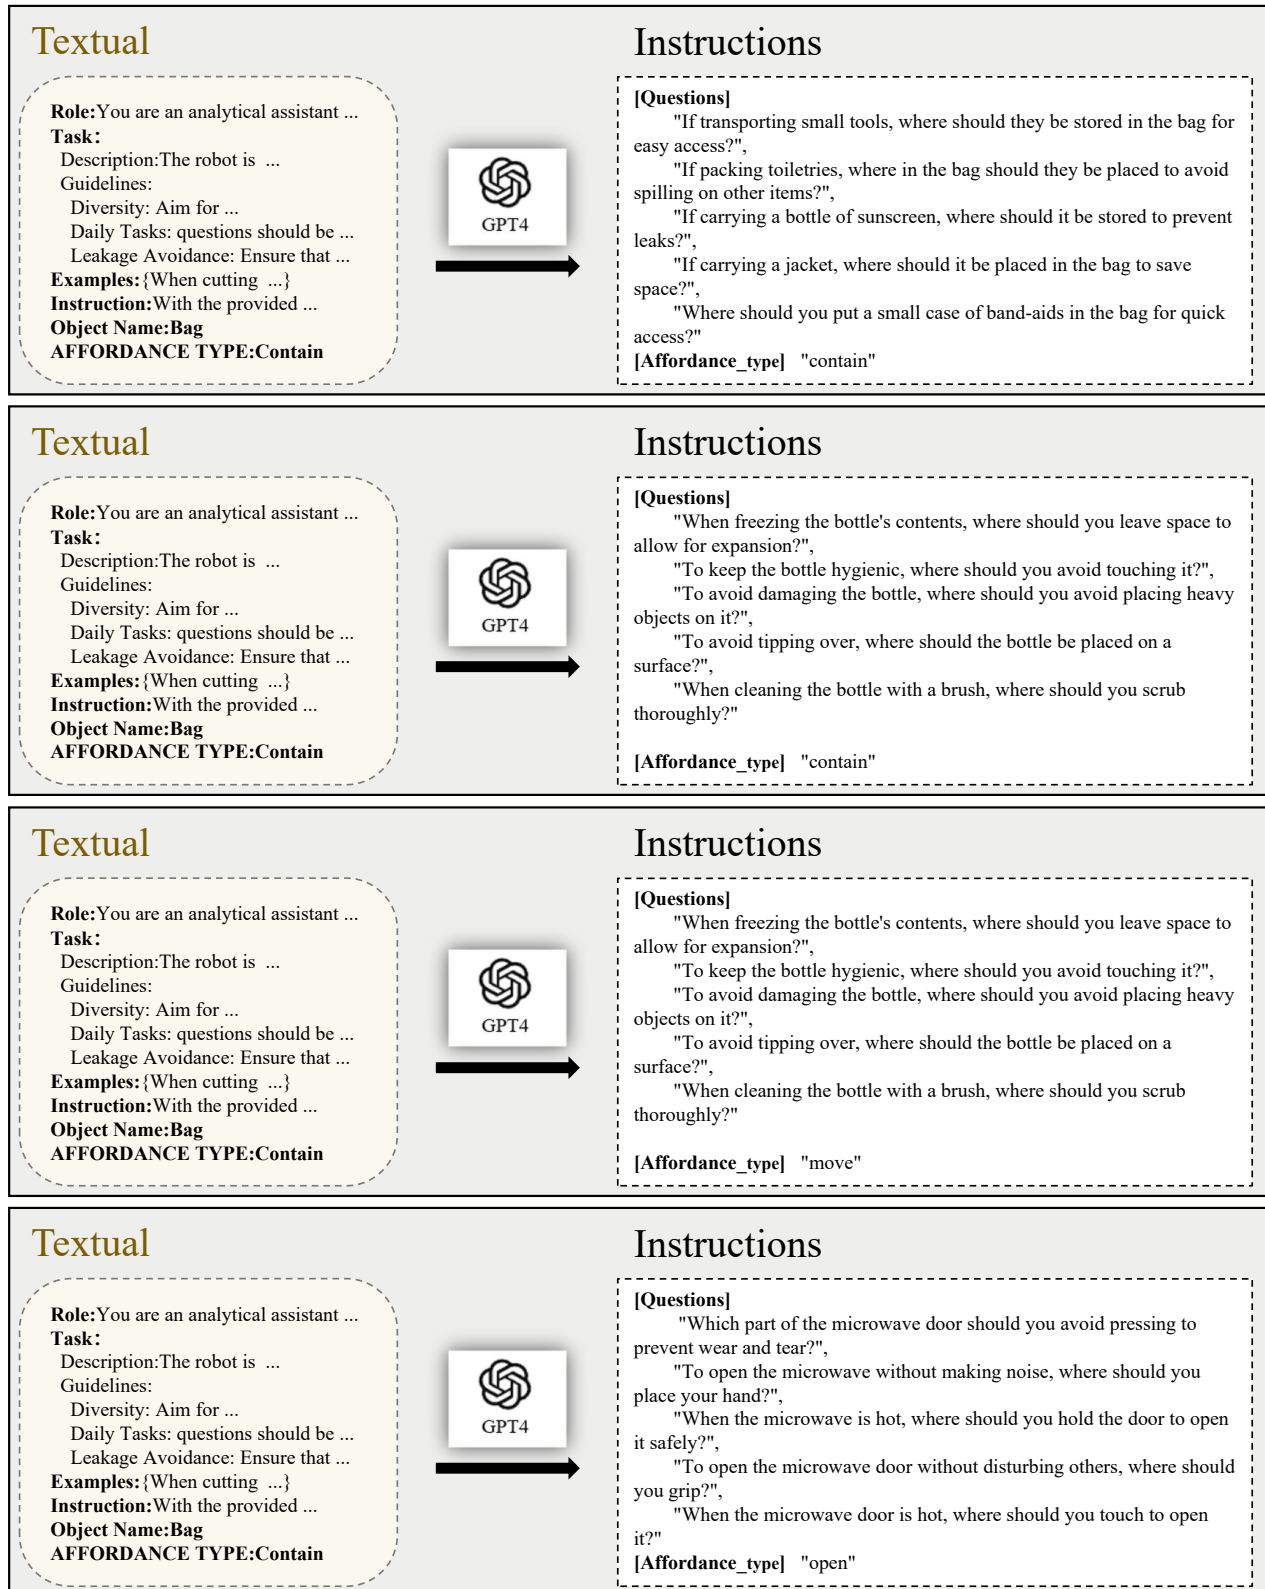 Textual
Role:You are an analytical assistant ...
Task:
Description:The robot is ...
Guidelines:
Diversity: Aim for ...
Daily Tasks: questions should be ...
Leakage Avoidance: Ensure that ...
Examples:{When cutting ...}
Instruction:With the provided ...
Object Name:Bag
AFFORDANCE TYPE:Contain
GPT4
Instructions
[Questions]
"If transporting small tools, where should they be stored in the bag for
easy access?",
"If packing toiletries, where in the bag should they be placed to avoid
spilling on other items?",
"If carrying a bottle of sunscreen, where should it be stored to prevent
leaks?",
"If carrying a jacket, where should it be placed in the bag to save
space?",
"Where should you put a small case of band-aids in the bag for quick
access?"
[Affordance_type] "contain"
Textual
Role:You are an analytical assistant ...
Task:
Description:The robot is ...
Guidelines:
Diversity: Aim for ...
Daily Tasks: questions should be ...
Leakage Avoidance: Ensure that ...
Examples:{When cutting ...}
Instruction:With the provided ...
Object Name:Bag
AFFORDANCE TYPE:Contain
GPT4
Instructions
[Questions]
"When freezing the bottle's contents, where should you leave space to
allow for expansion?",
"To keep the bottle hygienic, where should you avoid touching it?",
"To avoid damaging the bottle, where should you avoid placing heavy
objects on it?",
"To avoid tipping over, where should the bottle be placed on a
surface?",
"When cleaning the bottle with a brush, where should you scrub
thoroughly?"
[Affordance_type] "contain"
Textual
Role:You are an analytical assistant ...
Task:
Description:The robot is ...
Guidelines:
Diversity: Aim for ...
Daily Tasks: questions should be ...
Leakage Avoidance: Ensure that ...
Examples:{When cutting ...}
Instruction:With the provided ...
Object Name:Bag
AFFORDANCE TYPE:Contain
GPT4
Instructions
[Questions]
"When freezing the bottle's contents, where should you leave space to
allow for expansion?",
"To keep the bottle hygienic, where should you avoid touching it?",
"To avoid damaging the bottle, where should you avoid placing heavy
objects on it?",
"To avoid tipping over, where should the bottle be placed on a
surface?",
"When cleaning the bottle with a brush, where should you scrub
thoroughly?"
[Affordance_type] "move"
Textual
Role:You are an analytical assistant ...
Task:
Description:The robot is ...
Guidelines:
Diversity: Aim for ...
Daily Tasks: questions should be ...
Leakage Avoidance: Ensure that ...
Examples:{When cutting ...}
Instruction:With the provided ...
Object Name:Bag
AFFORDANCE TYPE:Contain
GPT4
Instructions
[Questions]
"Which part of the microwave door should you avoid pressing to
prevent wear and tear?",
"To open the microwave without making noise, where should you
place your hand?",
"When the microwave is hot, where should you hold the door to open
it safely?",
"To open the microwave door without disturbing others, where should
you grip?",
"When the microwave door is hot, where should you touch to open
it?"
[Affordance_type] "open"